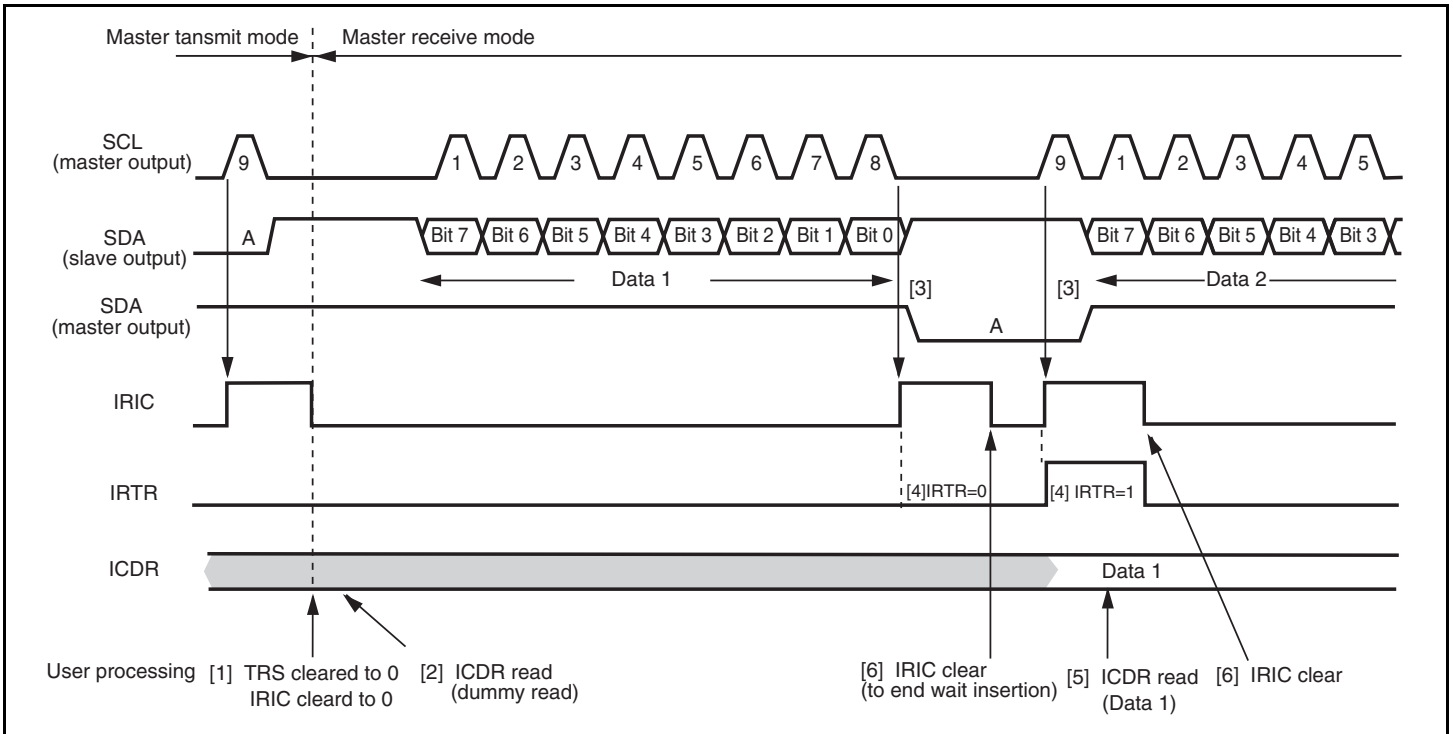 Master tansmit mode
Master receive mode
SCL
(master output)
9
1
2
3
4
5
6
7
8
9
1
2
3
4
5
SDA
(slave output)
A
Bit 7
Bit 6
Bit 5
Bit 4
Bit 3
Bit 2
Bit 1
Bit 0
Bit 7
Bit 6
Bit 5
Bit 4
Bit 3
Data 1
[3]
[3]
Data 2
SDA
(master output)
A
IRIC
IRTR
[4]IRTR=0
[4] IRTR=1
ICDR
Data 1
User processing
[1] TRS cleared to 0
IRIC cleard to 0
[2] ICDR read
(dummy read)
[6] IRIC clear
(to end wait insertion)
[5] ICDR read
(Data 1)
[6] IRIC clear